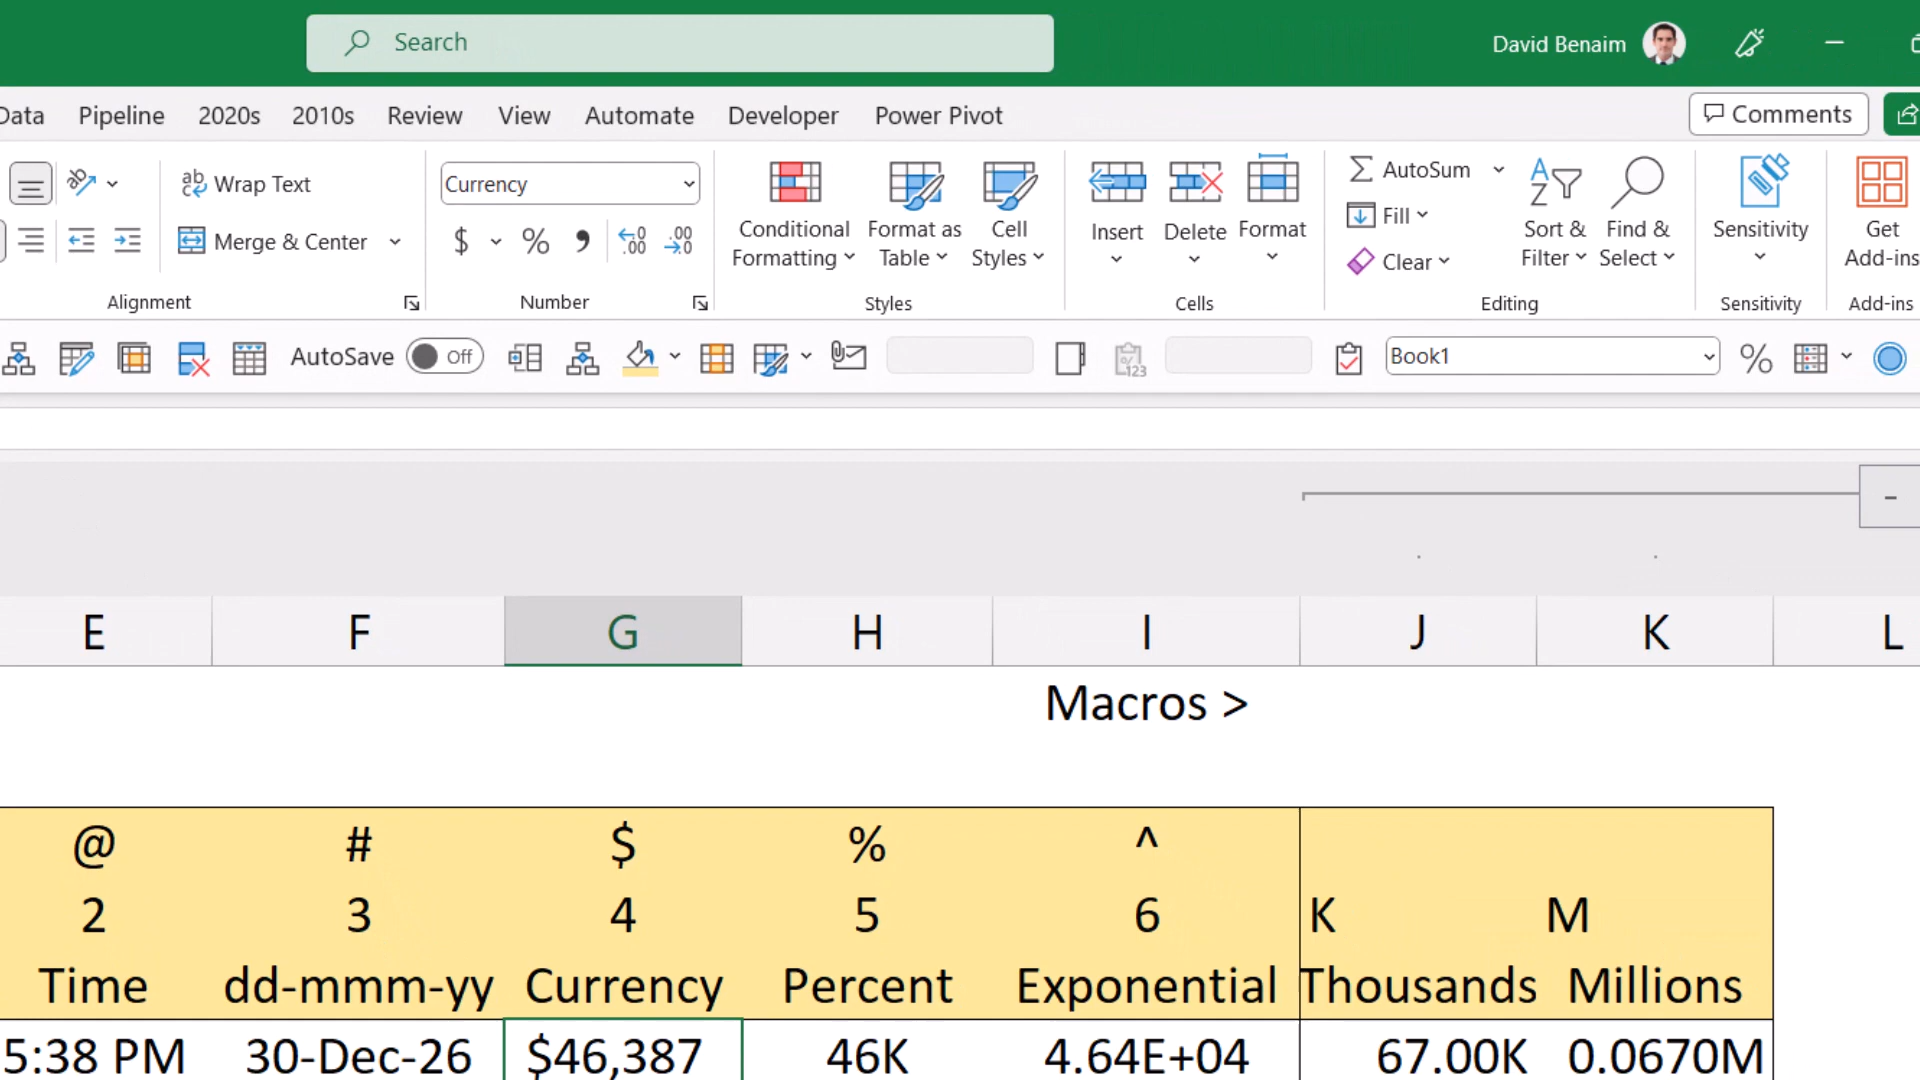 Search
David Benaim
Data Pipeline 2020s 2010s Review View Automate Developer Power Pivot
Comments
ab Wrap Text
Merge & Center
Alignment
Currency
$ % , .00 .00
Number
Conditional Formatting
Format as Table
Cell Styles
Styles
Insert
Delete
Format
Cells
AutoSum
Fill
Clear
Sort & Filter
Find & Select
Editing
Sensitivity
Sensitivity
Get Add-ins
Add-ins
AutoSave Off
123
Book1
%
E F G H I J K L
Macros >
@ # $ % ^
2 3 4 5 6 K M
Time dd-mmm-yy Currency Percent Exponential Thousands Millions
5:38 PM 30-Dec-26 $46,387 46K 4.64E+04 67.00K 0.0670M